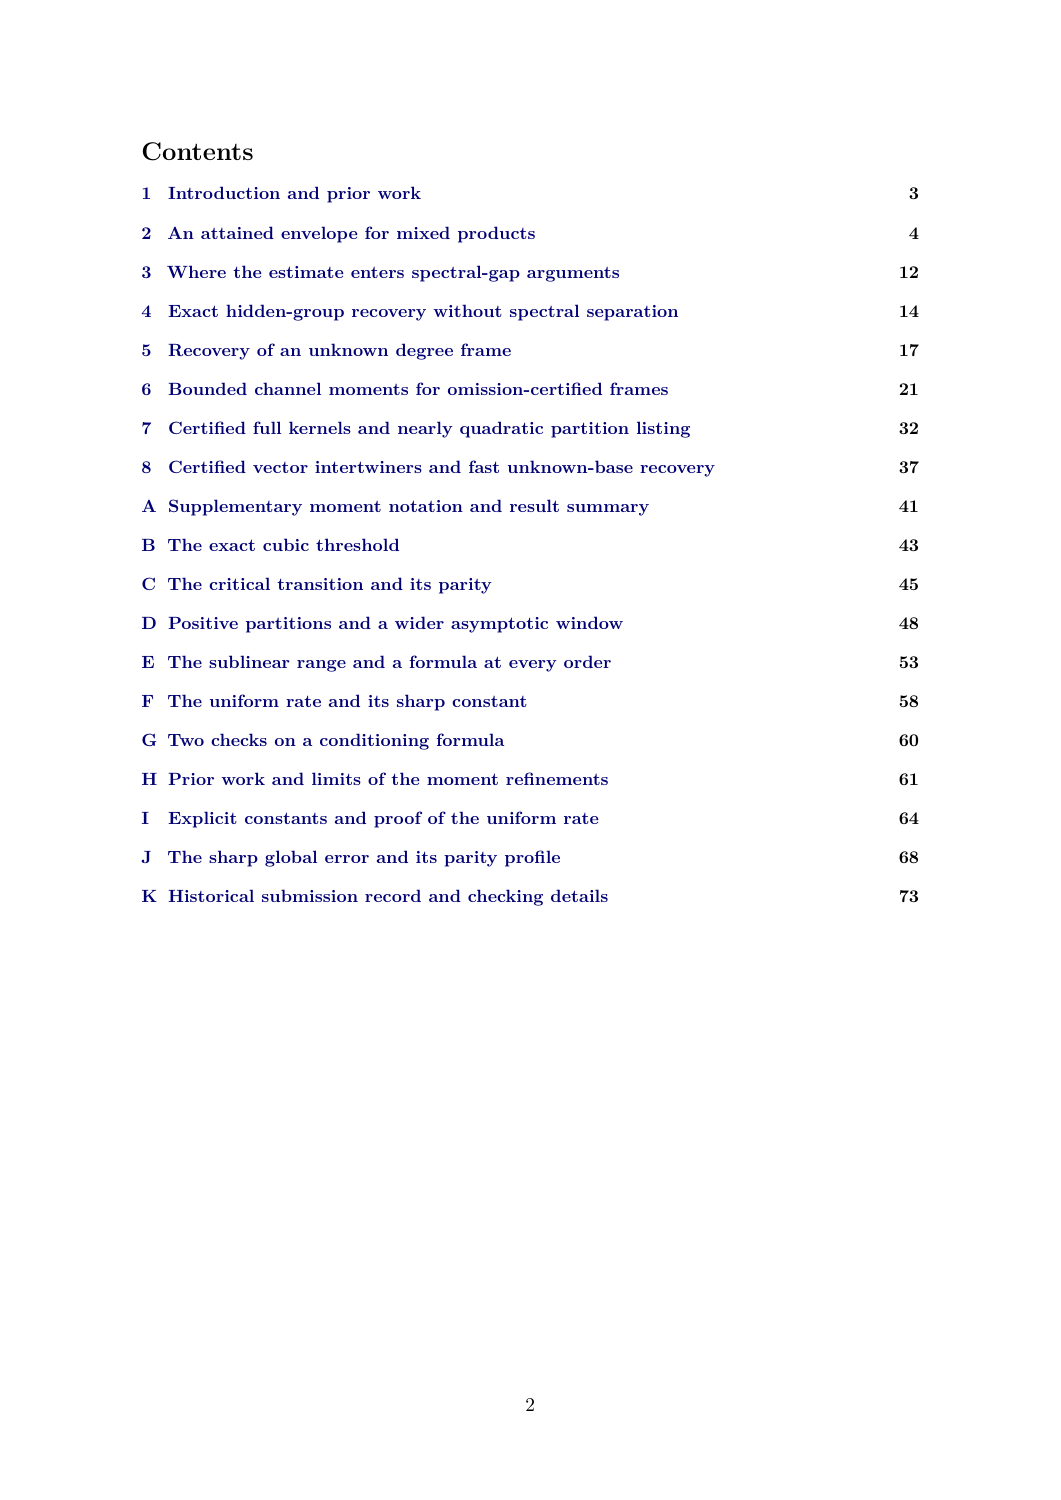 Contents
1 Introduction and prior work 3
2 An attained envelope for mixed products 4
3 Where the estimate enters spectral-gap arguments 12
4 Exact hidden-group recovery without spectral separation 14
5 Recovery of an unknown degree frame 17
6 Bounded channel moments for omission-certified frames 21
7 Certified full kernels and nearly quadratic partition listing 32
8 Certified vector intertwiners and fast unknown-base recovery 37
A Supplementary moment notation and result summary 41
B The exact cubic threshold 43
C The critical transition and its parity 45
D Positive partitions and a wider asymptotic window 48
E The sublinear range and a formula at every order 53
F The uniform rate and its sharp constant 58
G Two checks on a conditioning formula 60
H Prior work and limits of the moment refinements 61
I Explicit constants and proof of the uniform rate 64
J The sharp global error and its parity profile 68
K Historical submission record and checking details 73
2